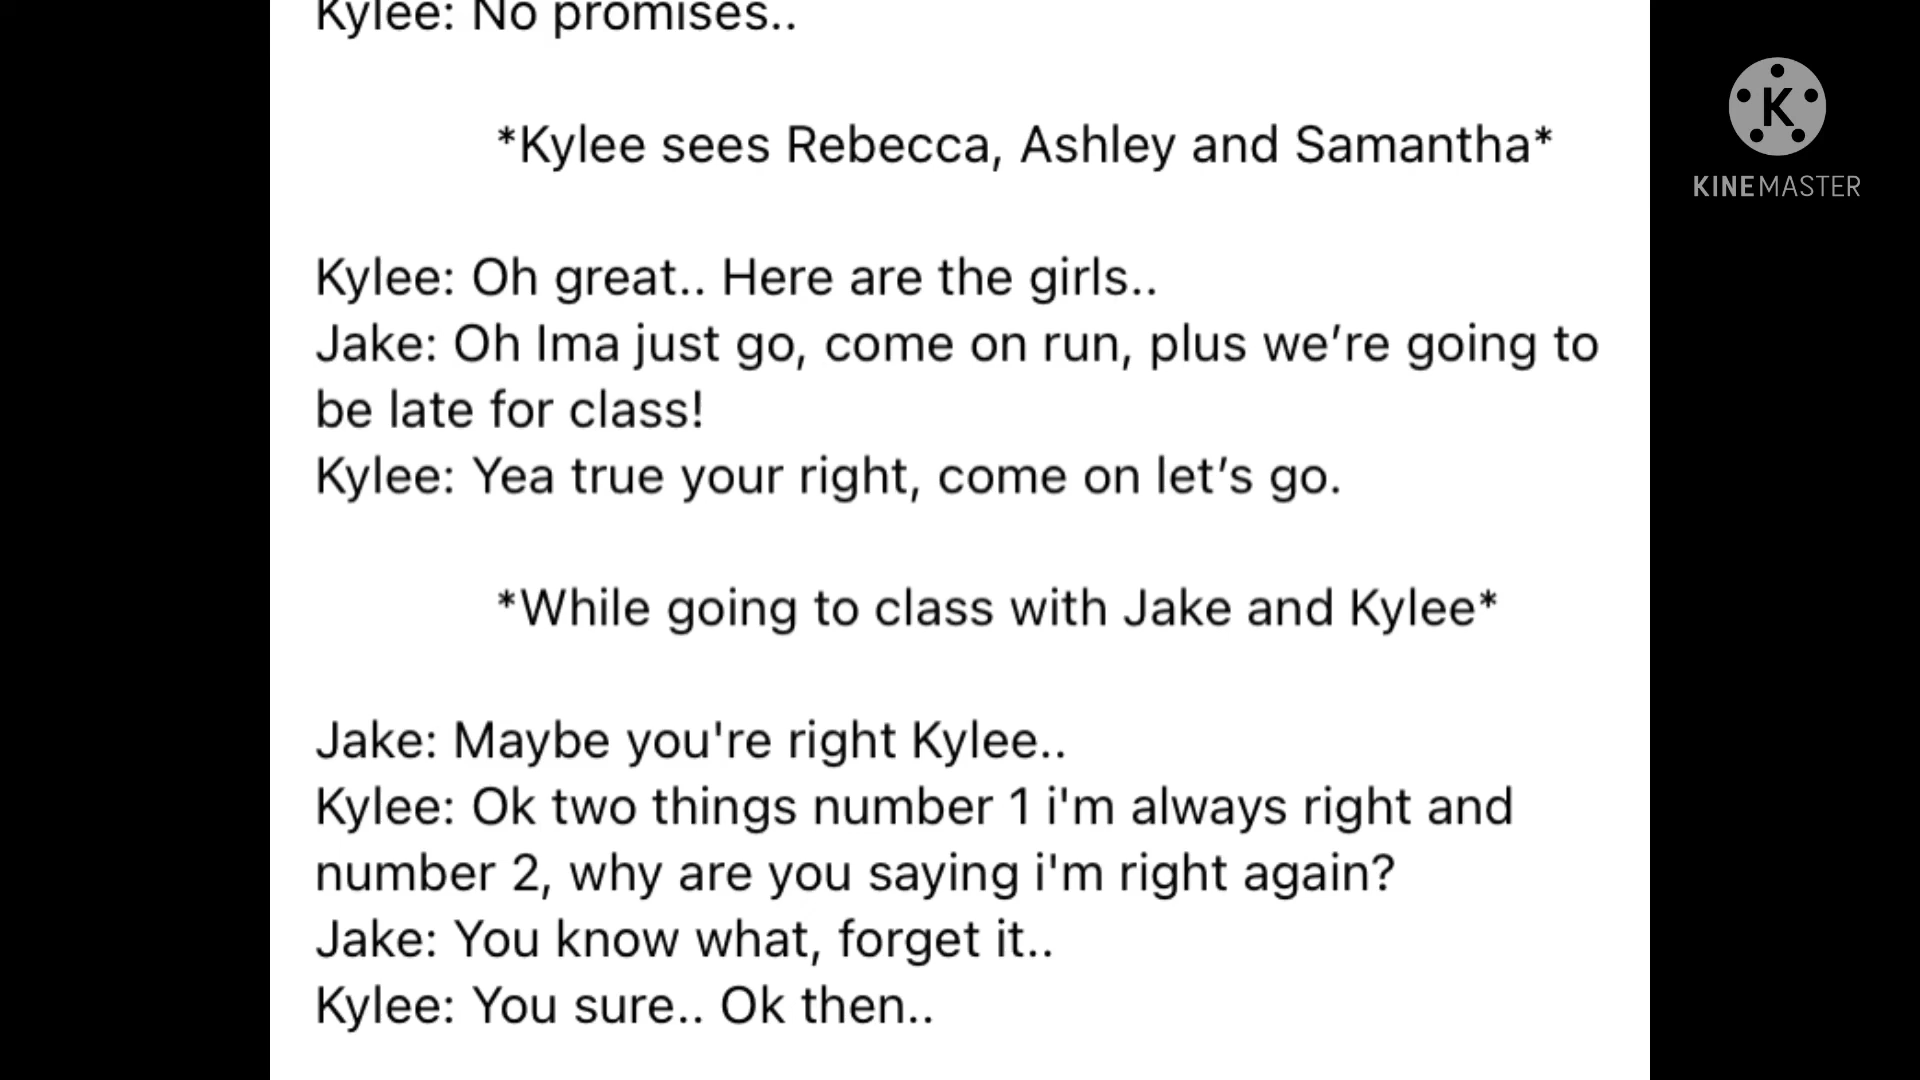 Kylee: No promises..
*Kylee sees Rebecca, Ashley and Samantha*
Kylee: Oh great.. Here are the girls..
Jake: Oh Ima just go, come on run, plus we’re going to
be late for class!
Kylee: Yea true your right, come on let’s go.
*While going to class with Jake and Kylee*
Jake: Maybe you're right Kylee..
Kylee: Ok two things number 1 i'm always right and
number 2, why are you saying i'm right again?
Jake: You know what, forget it..
Kylee: You sure.. Ok then..
K
KINEMASTER